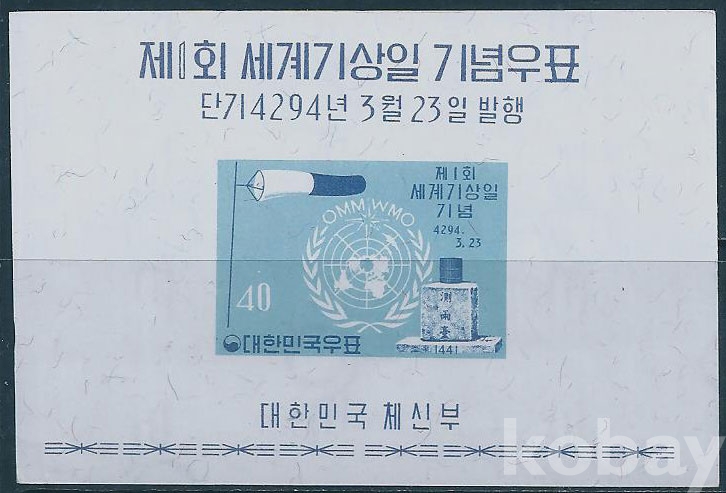 제1회 세계기상일 기념우표
단기4294년 3월 23일 발행
제1회
세계기상일
기념
4294.
3.23
OMM WMO
40
測雨臺
1441
대한민국우표
대한민국 체신부
kobay